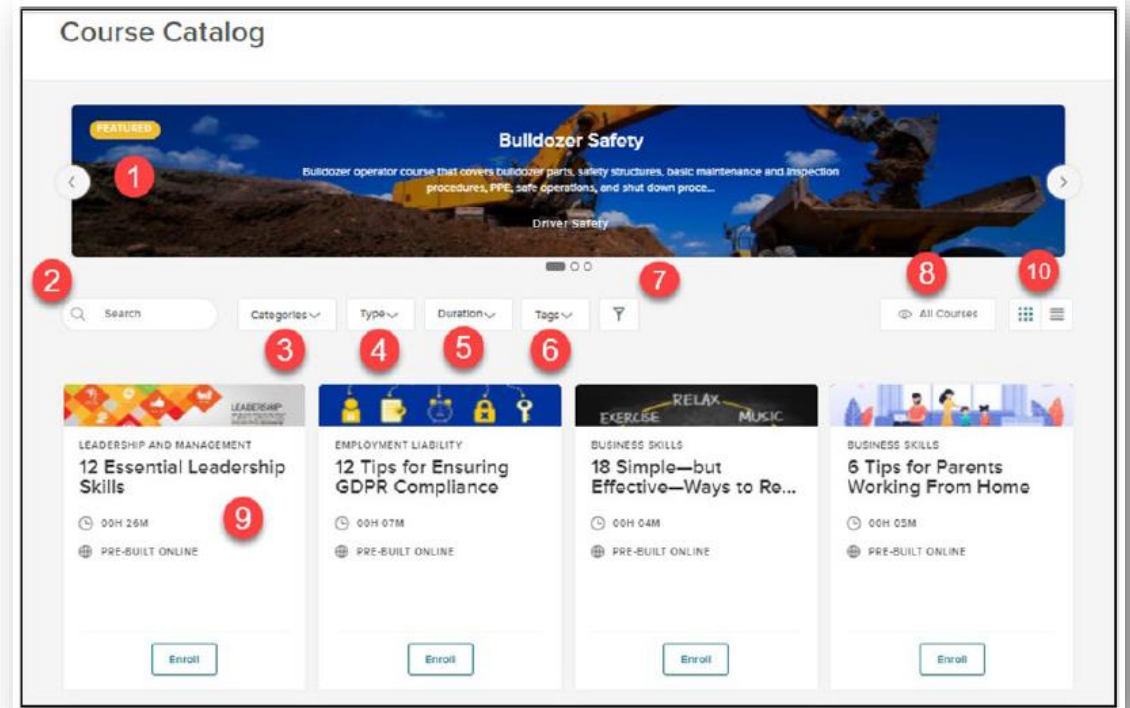 Course Catalog
FEATURED
1
Bulldozer Safety
Bulldozer operator course that covers bulldozer parts, safety structures, basic maintenance and inspection
procedures, PPE, safe operations, and shut down proce...
Driver Safety
2
7
8
10
Search
Categories
Type
Duration
Tags
All Courses
3
4
5
6
LEADERSHIP
RELAX
EXERCISE
MUSIC
LEADERSHIP AND MANAGEMENT
12 Essential Leadership
Skills
9
00H 26M
PRE-BUILT ONLINE
Enroll
EMPLOYMENT LIABILITY
12 Tips for Ensuring
GDPR Compliance
00H 07M
PRE-BUILT ONLINE
Enroll
BUSINESS SKILLS
18 Simple—but
Effective—Ways to Re...
00H 04M
PRE-BUILT ONLINE
Enroll
BUSINESS SKILLS
6 Tips for Parents
Working From Home
00H 05M
PRE-BUILT ONLINE
Enroll